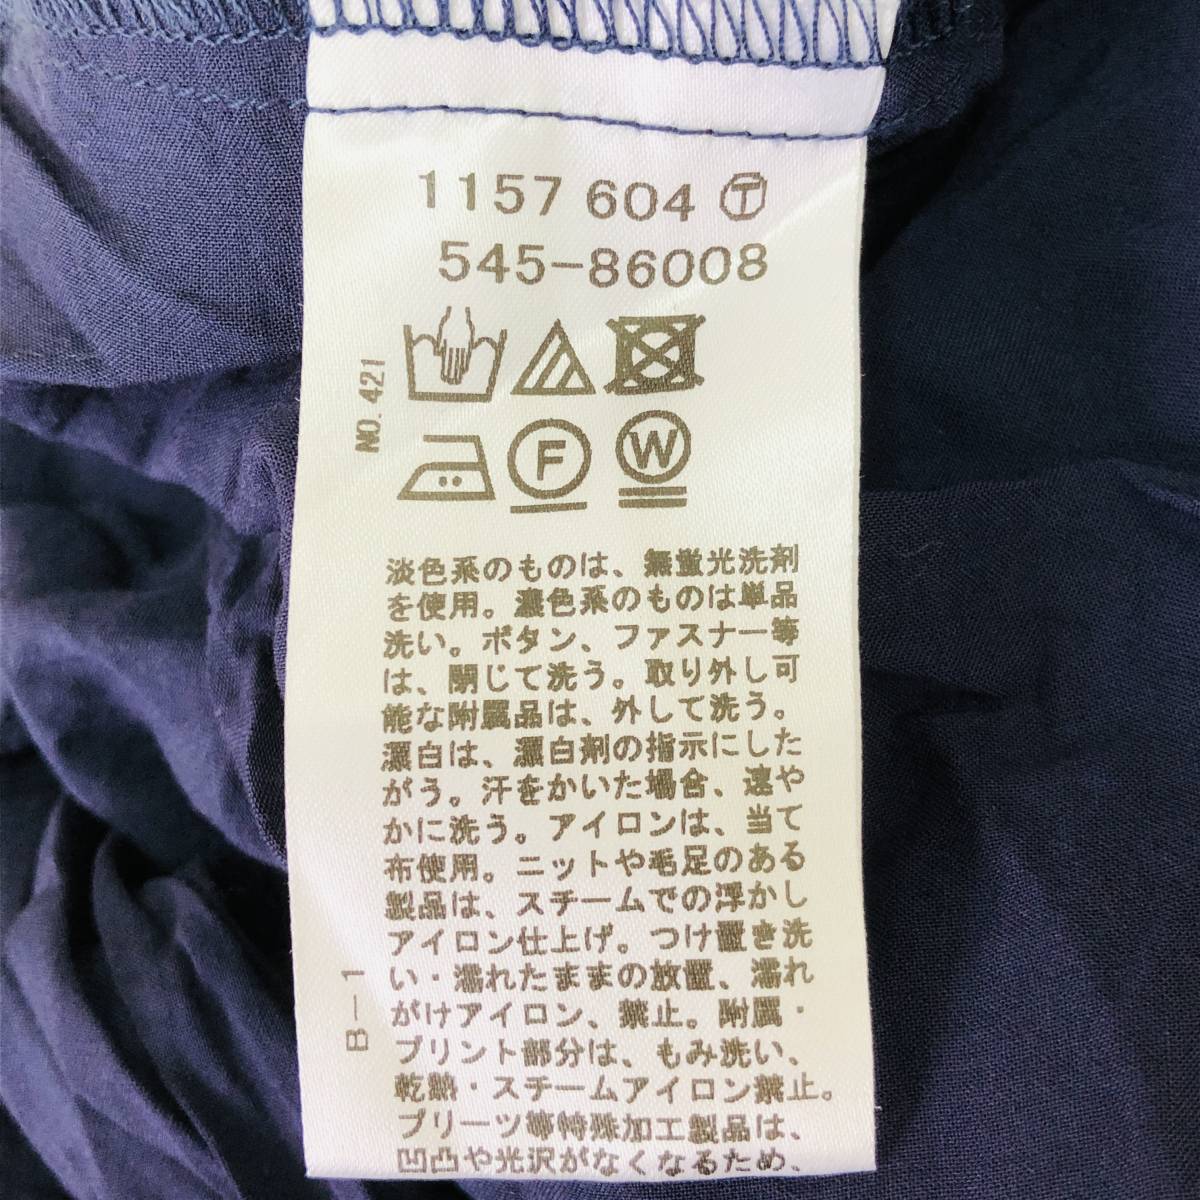 1157 604 Ⓣ
545-86008
NO.421
F
W
淡色系のものは、無蛍光洗剤
を使用。濃色系のものは単品
洗い。ボタン、ファスナー等
は、閉じて洗う。取り外し可
能な附属品は、外して洗う。
漂白は、漂白剤の指示にした
がう。汗をかいた場合、速や
かに洗う。アイロンは、当て
布使用。ニットや毛足のある
製品は、スチームでの浮かし
アイロン仕上げ。つけ置き洗
い・濡れたままの放置、濡れ
がけアイロン、禁止。附属・
プリント部分は、もみ洗い、
乾熱・スチームアイロン禁止。
プリーツ等特殊加工製品は、
凹凸や光沢がなくなるため、
B-1